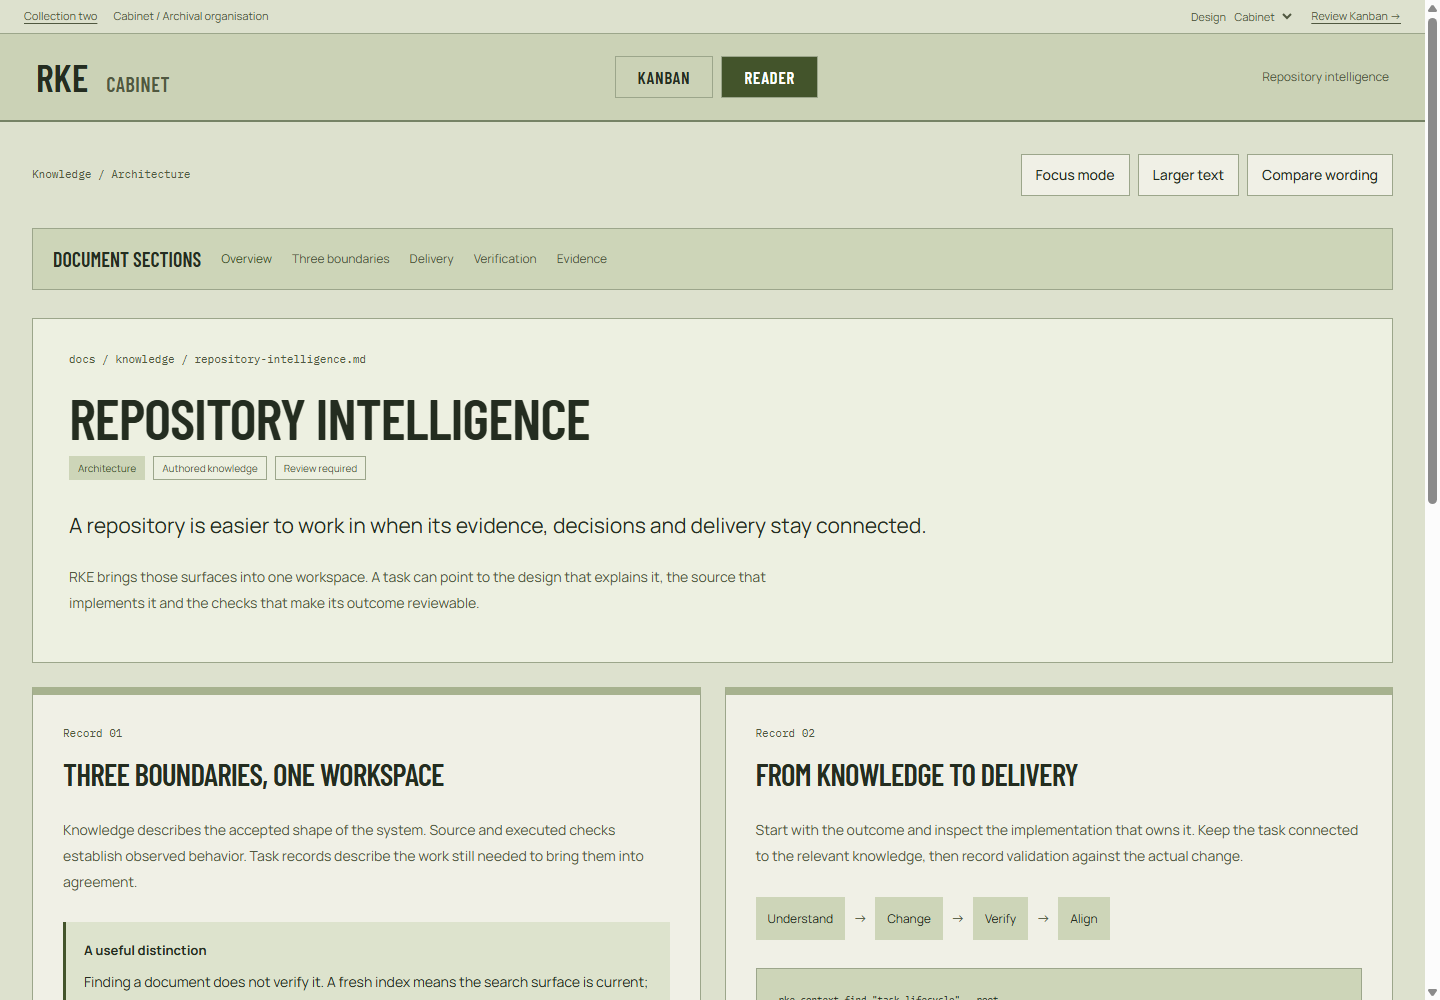 Collection two
Cabinet / Archival organisation
Design
Cabinet
Review Kanban →
RKE CABINET
KANBAN
READER
Repository intelligence
Knowledge / Architecture
Focus mode
Larger text
Compare wording
DOCUMENT SECTIONS
Overview
Three boundaries
Delivery
Verification
Evidence
docs / knowledge / repository-intelligence.md
REPOSITORY INTELLIGENCE
Architecture
Authored knowledge
Review required
A repository is easier to work in when its evidence, decisions and delivery stay connected.
RKE brings those surfaces into one workspace. A task can point to the design that explains it, the source that
implements it and the checks that make its outcome reviewable.
Record 01
THREE BOUNDARIES, ONE WORKSPACE
Knowledge describes the accepted shape of the system. Source and executed checks
establish observed behavior. Task records describe the work still needed to bring them into
agreement.
A useful distinction
Finding a document does not verify it. A fresh index means the search surface is current;
Record 02
FROM KNOWLEDGE TO DELIVERY
Start with the outcome and inspect the implementation that owns it. Keep the task connected
to the relevant knowledge, then record validation against the actual change.
Understand → Change → Verify → Align